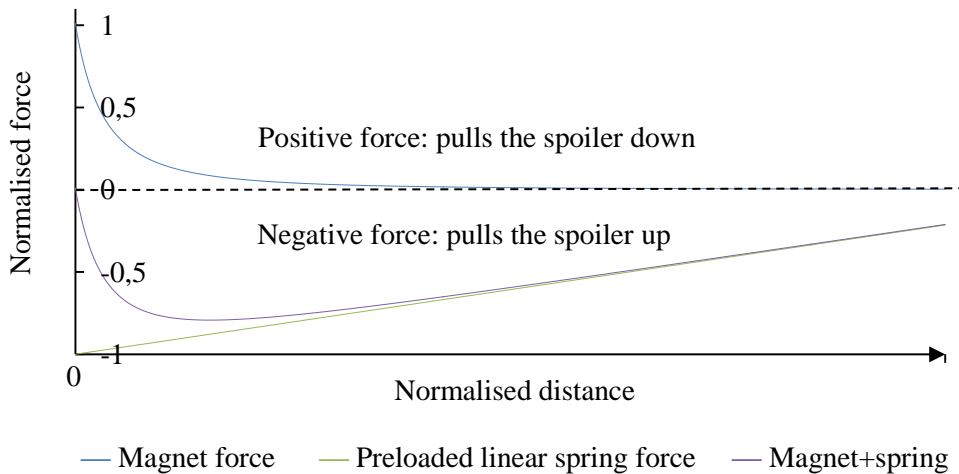 1
0,5
Positive force: pulls the spoiler down
0
Negative force: pulls the spoiler up
-0,5
-1
0
Normalised force
Normalised distance
Magnet force Preloaded linear spring force Magnet+spring